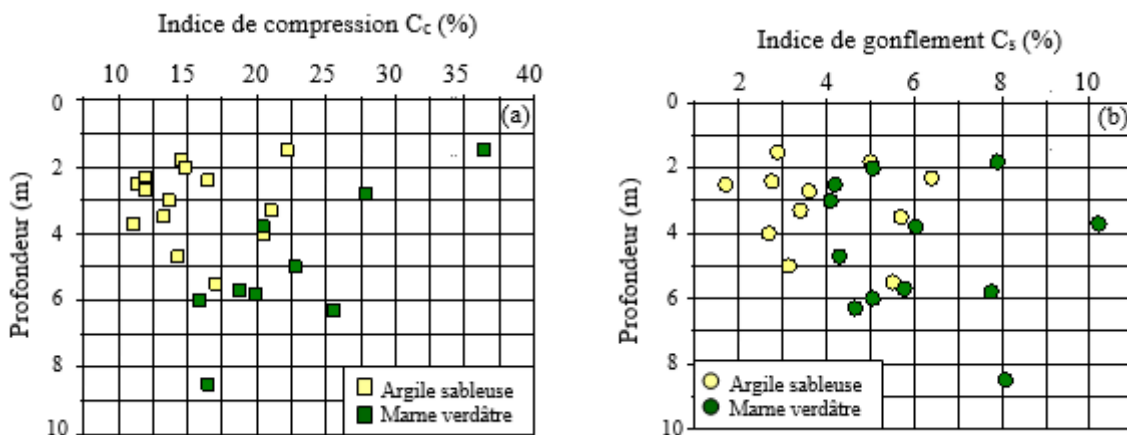 Indice de compression Cc (%)
10 15 20 25 30 35 40
0
2
4
6
8
10
Profondeur (m)
(a)
Argile sableuse
Marne verdâtre
Indice de gonflement Cs (%)
2 4 6 8 10
0
2
4
6
8
10
Profondeur (m)
(b)
Argile sableuse
Marne verdâtre